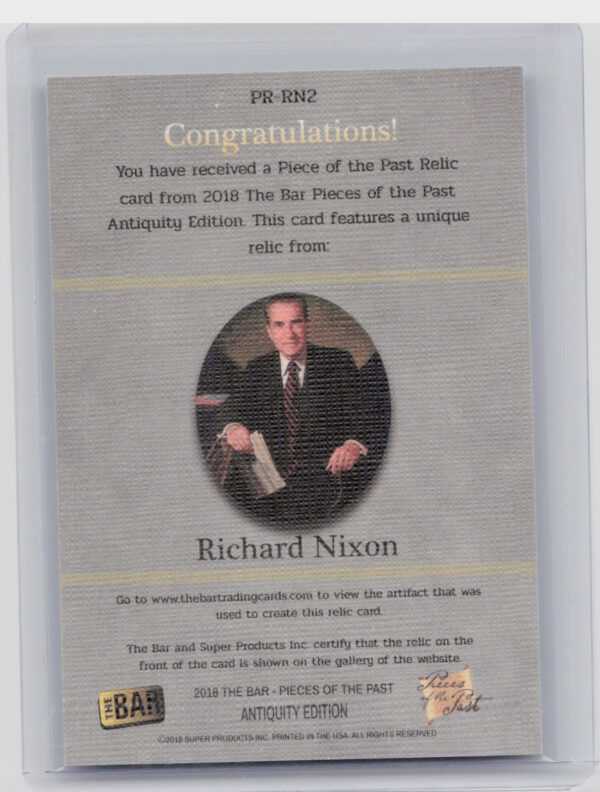 PR-RN2
Congratulations!
You have received a Piece of the Past Relic
card from 2018 The Bar Pieces of the Past
Antiquity Edition. This card features a unique
relic from:
Richard Nixon
Go to www.thebartradingcards.com to view the artifact that was
used to create this relic card.
The Bar and Super Products Inc. certify that the relic on the
front of the card is shown on the gallery of the website.
THE BAR
2018 THE BAR - PIECES OF THE PAST
ANTIQUITY EDITION
Pieces
of the Past
©2018 SUPER PRODUCTS INC. PRINTED IN THE USA. ALL RIGHTS RESERVED